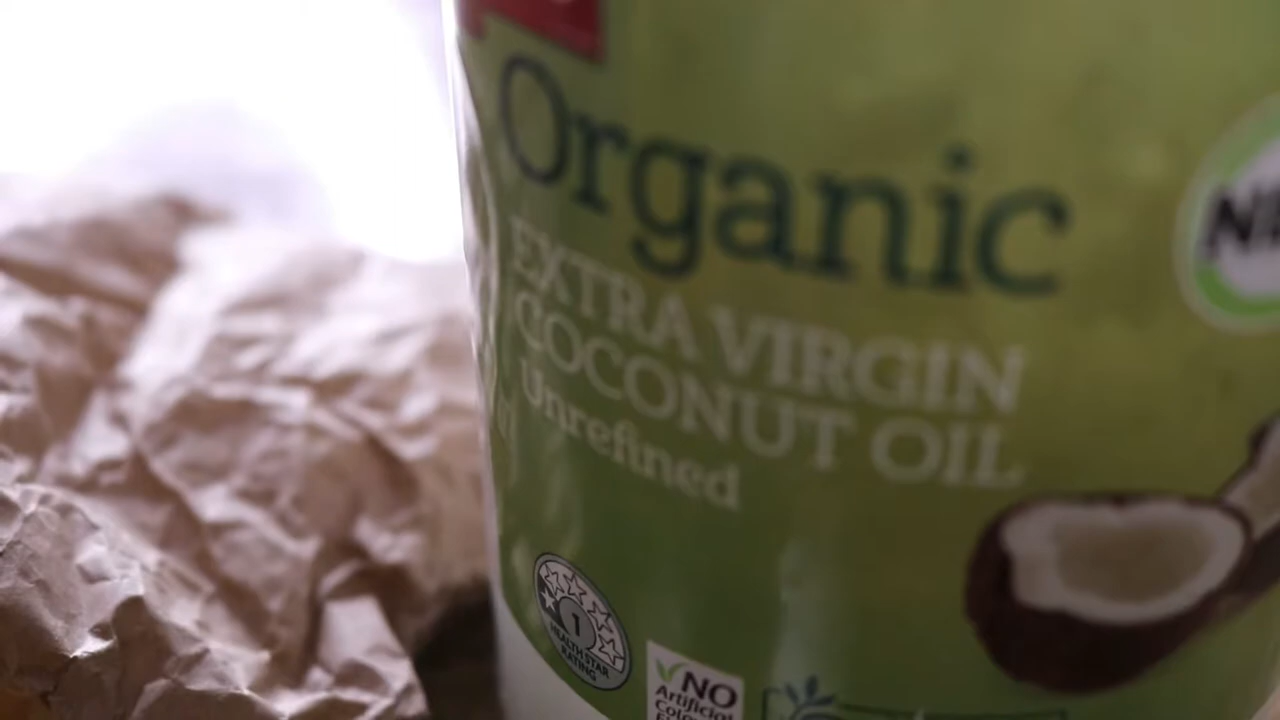 Organic
EXTRA VIRGIN
COCONUT OIL
Unrefined
1
HEALTH STAR
RATING
NO
Artificial